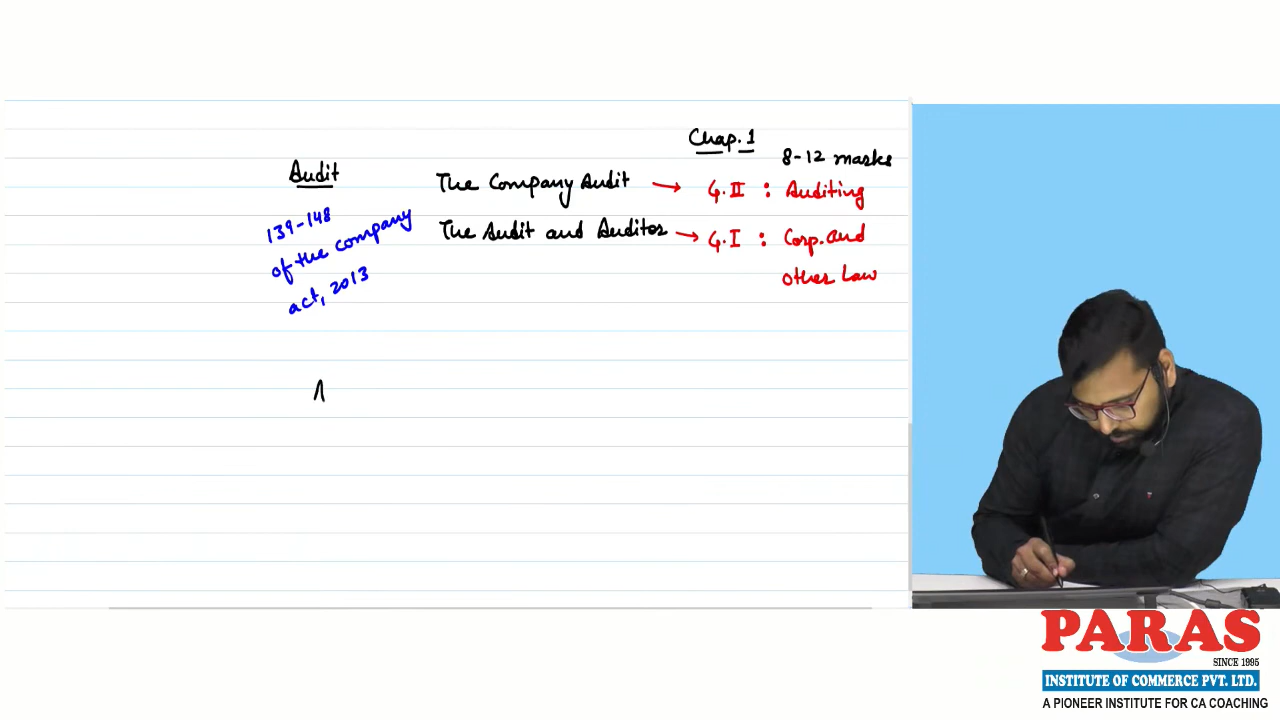 Chap. 1
8-12 marks
Audit
The Company Audit → G.II : Auditing
139-148
of the company
act, 2013
The Audit and Auditor → G.I : Corp. and
Other Law
PARAS
SINCE 1995
INSTITUTE OF COMMERCE PVT. LTD.
A PIONEER INSTITUTE FOR CA COACHING